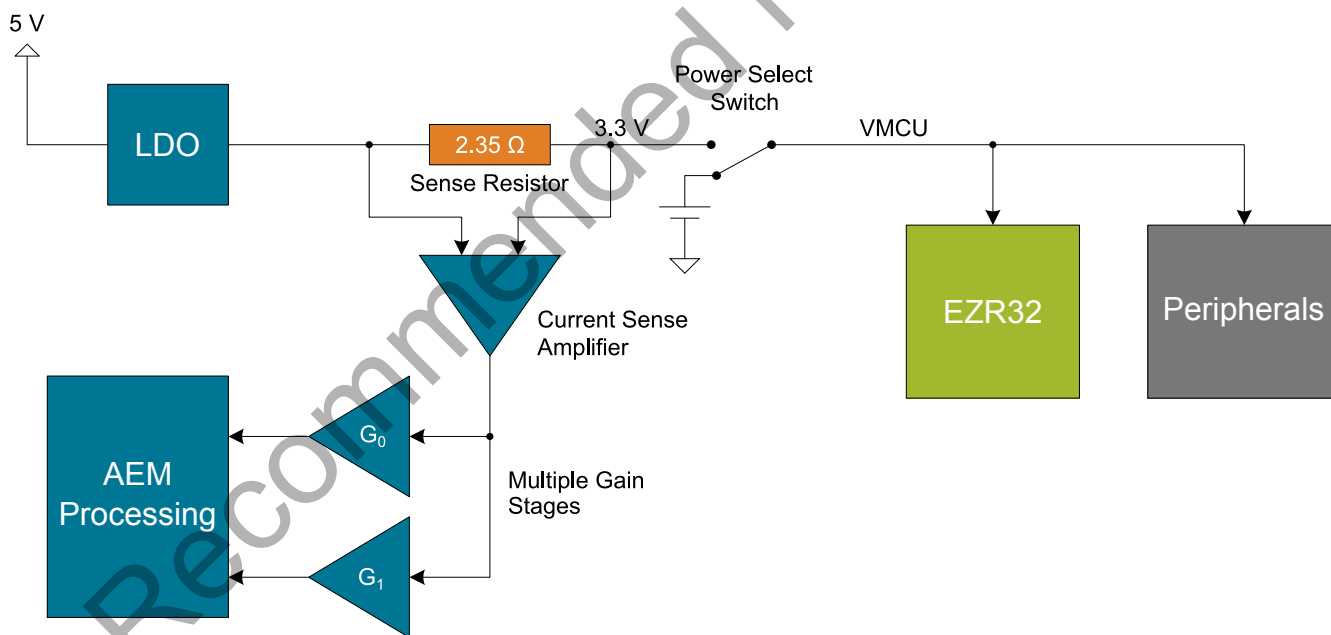 5 V
LDO
2.35 Ω
Sense Resistor
3.3 V
Power Select
Switch
VMCU
EZR32
Peripherals
Current Sense
Amplifier
G₀
G₁
Multiple Gain
Stages
AEM
Processing
Recommended